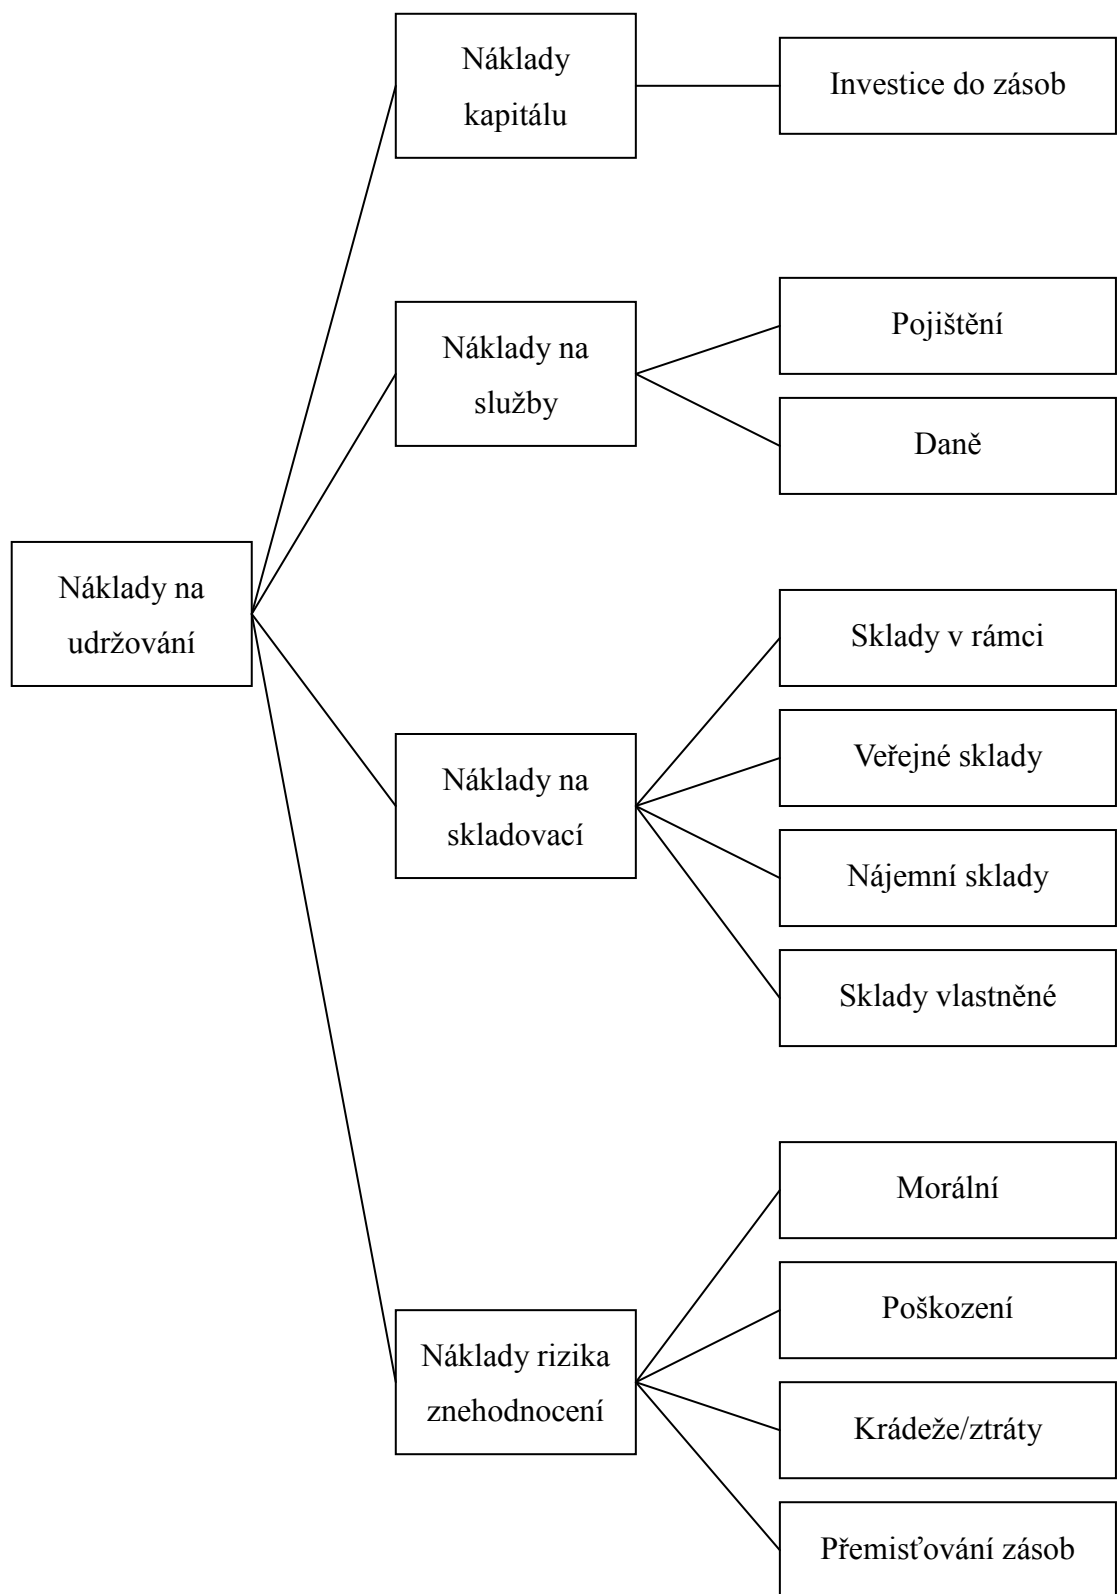 Náklady
kapitálu
Investice do zásob
Náklady na
služby
Pojištění
Daně
Náklady na
udržování
Náklady na
skladovací
Sklady v rámci
Veřejné sklady
Nájemní sklady
Sklady vlastněné
Náklady rizika
znehodnocení
Morální
Poškození
Krádeže/ztráty
Přemisťování zásob